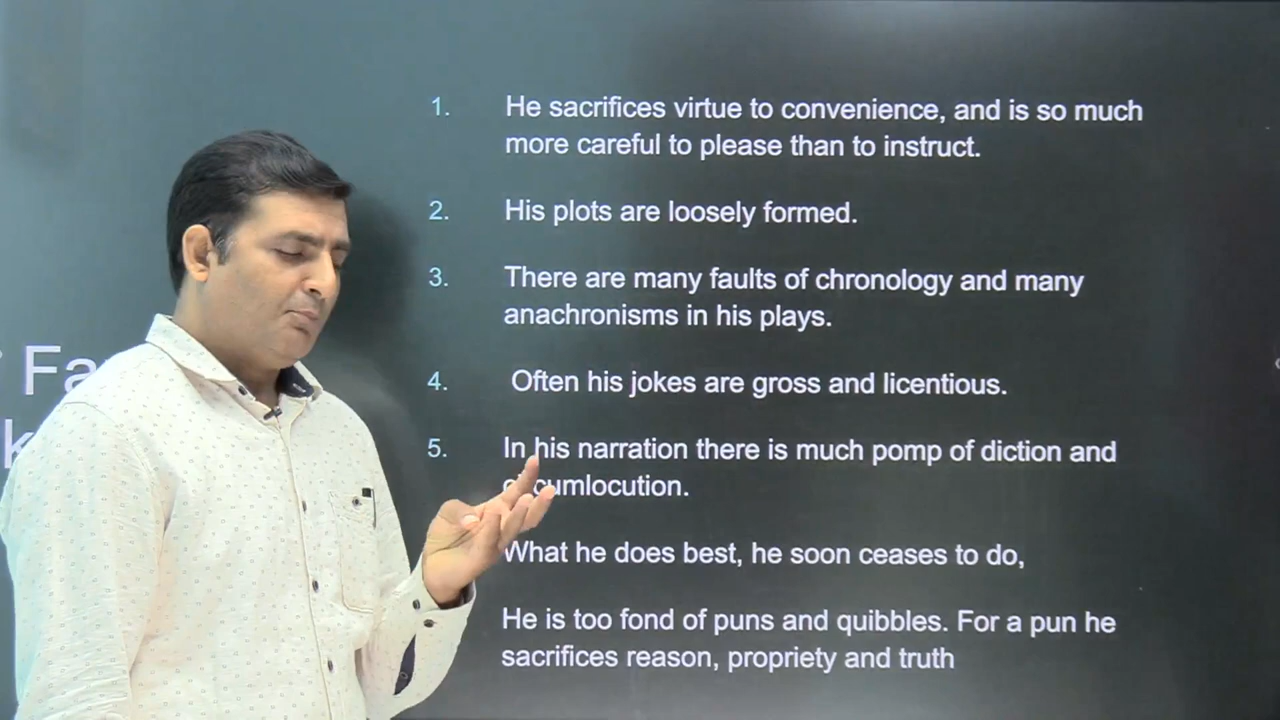 1. He sacrifices virtue to convenience, and is so much
more careful to please than to instruct.
2. His plots are loosely formed.
3. There are many faults of chronology and many
anachronisms in his plays.
4. Often his jokes are gross and licentious.
5. In his narration there is much pomp of diction and
circumlocution.
What he does best, he soon ceases to do,
He is too fond of puns and quibbles. For a pun he
sacrifices reason, propriety and truth